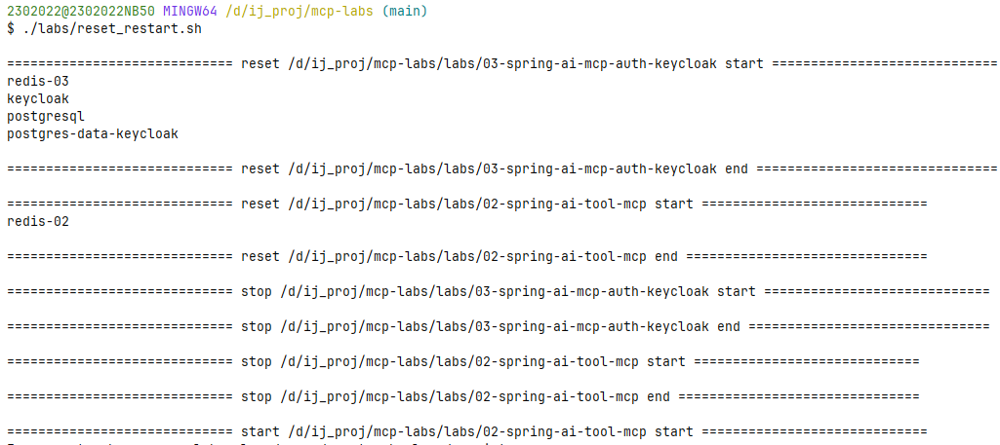 2302022@2302022NB50 MINGW64 /d/ij_proj/mcp-labs (main)
$ ./labs/reset_restart.sh
============================= reset /d/ij_proj/mcp-labs/labs/03-spring-ai-mcp-auth-keycloak start =============================
redis-03
keycloak
postgresql
postgres-data-keycloak
============================= reset /d/ij_proj/mcp-labs/labs/03-spring-ai-mcp-auth-keycloak end ===============================
============================= reset /d/ij_proj/mcp-labs/labs/02-spring-ai-tool-mcp start =============================
redis-02
============================= reset /d/ij_proj/mcp-labs/labs/02-spring-ai-tool-mcp end ===============================
============================= stop /d/ij_proj/mcp-labs/labs/03-spring-ai-mcp-auth-keycloak start =============================
============================= stop /d/ij_proj/mcp-labs/labs/03-spring-ai-mcp-auth-keycloak end ===============================
============================= stop /d/ij_proj/mcp-labs/labs/02-spring-ai-tool-mcp start =============================
============================= stop /d/ij_proj/mcp-labs/labs/02-spring-ai-tool-mcp end ===============================
============================= start /d/ij_proj/mcp-labs/labs/02-spring-ai-tool-mcp start =============================